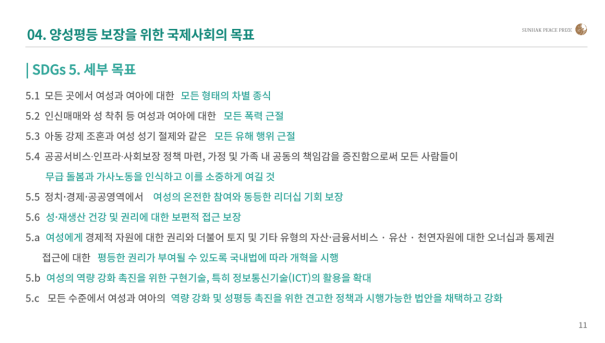 04. 양성평등 보장을 위한 국제사회의 목표
SUNHAK PEACE PRIZE
SDGs 5. 세부 목표
5.1 모든 곳에서 여성과 여아에 대한 모든 형태의 차별 종식
5.2 인신매매와 성 착취 등 여성과 여아에 대한 모든 폭력 근절
5.3 아동 강제 조혼과 여성 성기 절제와 같은 모든 유해 행위 근절
5.4 공공서비스·인프라·사회보장 정책 마련, 가정 및 가족 내 공동의 책임감을 증진함으로써 모든 사람들이
무급 돌봄과 가사노동을 인식하고 이를 소중하게 여길 것
5.5 정치·경제·공공영역에서 여성의 온전한 참여와 동등한 리더십 기회 보장
5.6 성·재생산 건강 및 권리에 대한 보편적 접근 보장
5.a 여성에게 경제적 자원에 대한 권리와 더불어 토지 및 기타 유형의 자산·금융서비스 · 유산 · 천연자원에 대한 오너십과 통제권
접근에 대한 평등한 권리가 부여될 수 있도록 국내법에 따라 개혁을 시행
5.b 여성의 역량 강화 촉진을 위한 구현기술, 특히 정보통신기술(ICT)의 활용을 확대
5.c 모든 수준에서 여성과 여아의 역량 강화 및 성평등 촉진을 위한 견고한 정책과 시행가능한 법안을 채택하고 강화
11